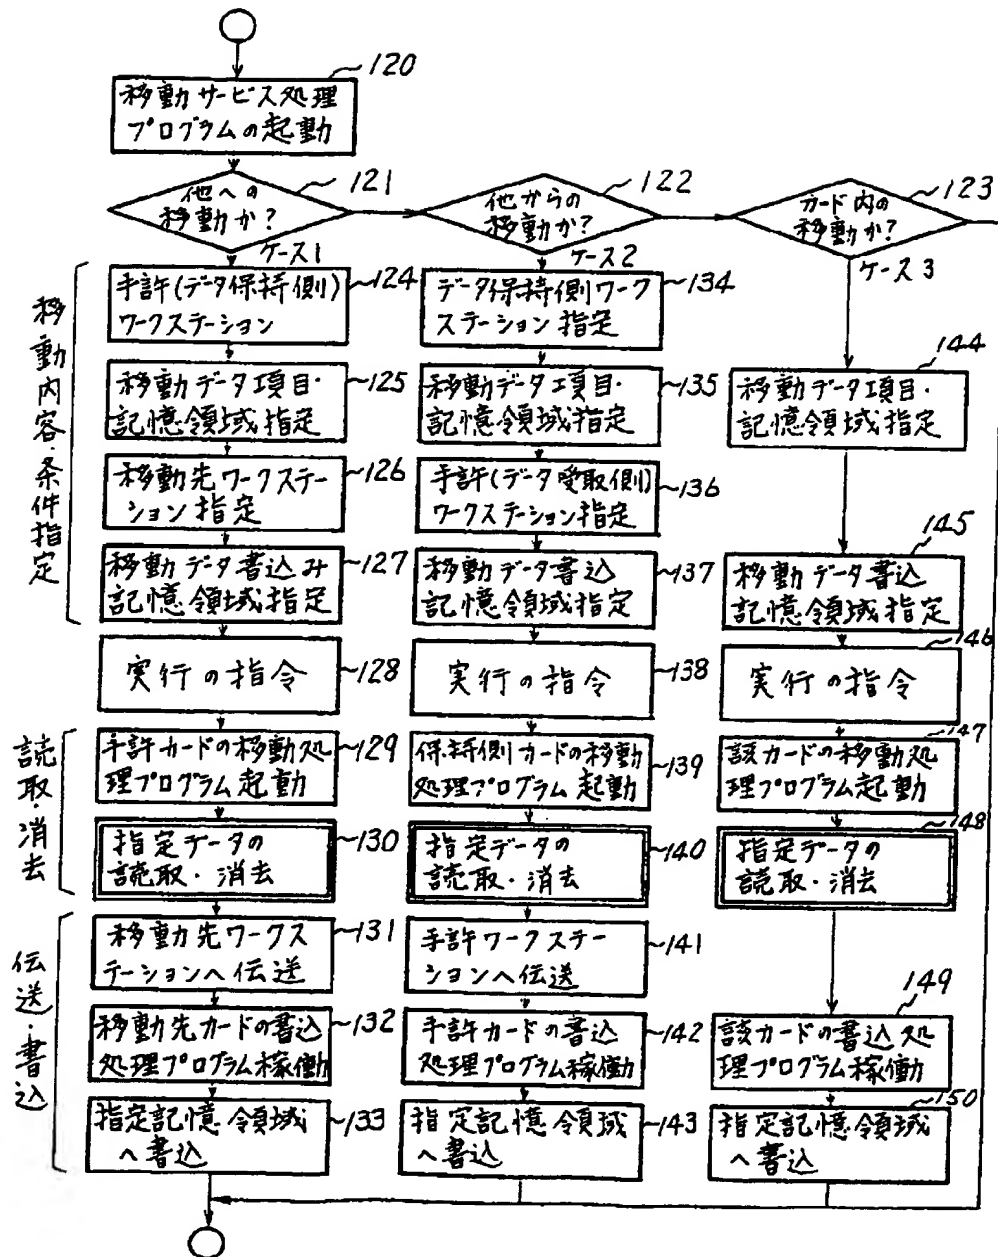 120
移動サービス処理
プログラムの起動
他への
移動か?
121
他からの
移動か?
122
カード内の
移動か?
123
ケース1
ケース2
ケース3
移動内容・条件指定
手許(データ保持側)
ワークステーション
124
移動データ項目・
記憶領域指定
125
移動先ワークステー
ション指定
126
移動データ書込み
記憶領域指定
127
実行の指令
128
読取・消去
手許カードの移動処
理プログラム起動
129
指定データの
読取・消去
130
伝送・書込
移動先ワークス
テーションへ伝送
131
移動先カードの書込
処理プログラム稼働
132
指定記憶領域
へ書込
133
データ保持側ワーク
ステーション指定
134
移動データ項目・
記憶領域指定
135
手許(データ受取側)
ワークステーション指定
136
移動データ書込
記憶領域指定
137
実行の指令
138
保持側カードの移動
処理プログラム起動
139
指定データの
読取・消去
140
手許ワークステー
ションへ伝送
141
手許カードの書込
処理プログラム稼働
142
指定記憶領域
へ書込
143
144
移動データ項目・
記憶領域指定
145
移動データ書込
記憶領域指定
146
実行の指令
147
該カードの移動処
理プログラム起動
148
指定データの
読取・消去
149
該カードの書込処
理プログラム稼働
150
指定記憶領域
へ書込